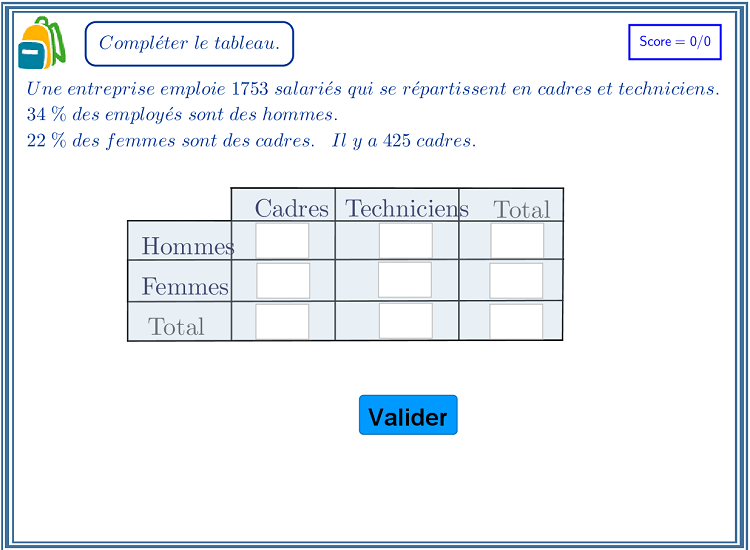 Compléter le tableau.
Score = 0/0
Une entreprise emploie 1753 salariés qui se répartissent en cadres et techniciens.
34 % des employés sont des hommes.
22 % des femmes sont des cadres. Il y a 425 cadres.
Cadres Techniciens Total
Hommes
Femmes
Total
Valider